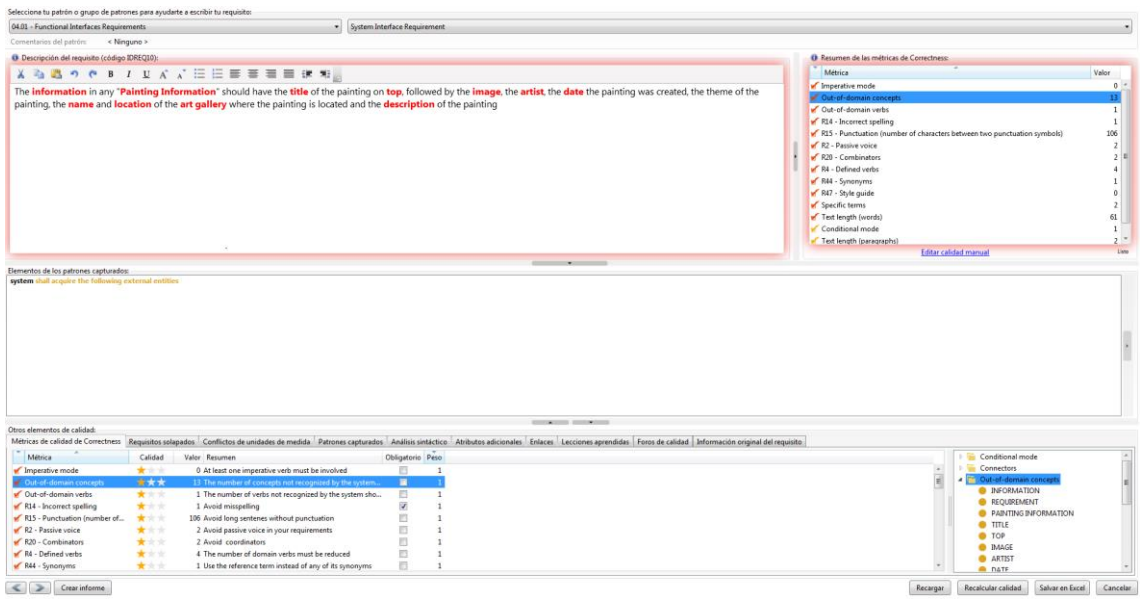 Selecciona tu patrón o grupo de patrones para ayudarte a escribir tu requisito:
04.01 - Functional Interfaces Requirements System Interface Requirement
Comentarios del patrón: < Ninguno >
Descripción del requisito (código IDREQ10): Resumen de las métricas de Correctness:
Métrica Valor
B I U A A
The information in any "Painting Information" should have the title of the painting on top, followed by the image, the artist, the date the painting was created, the theme of the
painting, the name and location of the art gallery where the painting is located and the description of the painting
Imperative mode 0
Out-of-domain concepts 13
Out-of-domain verbs 1
R14 - Incorrect spelling 1
R15 - Punctuation (number of characters between two punctuation symbols) 106
R2 - Passive voice 2
R20 - Combinators 2
R4 - Defined verbs 4
R44 - Synonyms 1
R47 - Style guide 0
Specific terms 2
Text length (words) 61
Conditional mode 1
Text length (paragraphs) 2
Editar calidad manual
Elementos de los patrones capturados:
system shall acquire the following external entities
Otros elementos de calidad:
Métricas de calidad de Correctness Requisitos solapados Conflictos de unidades de medida Patrones capturados Análisis sintáctico Atributos adicionales Enlaces Lecciones aprendidas Foros de calidad Información original del requisito
Métrica Calidad Valor Resumen Obligatorio Peso
Imperative mode 0 At least one imperative verb must be involved 1
Out-of-domain concepts 13 The number of concepts not recognized by the system... 1
Out-of-domain verbs 1 The number of verbs not recognized by the system sho... 1
R14 - Incorrect spelling 1 Avoid misspelling 1
R15 - Punctuation (number of... 106 Avoid long sentenes without punctuation 1
R2 - Passive voice 2 Avoid passive voice in your requirements 1
R20 - Combinators 2 Avoid coordinators 1
R4 - Defined verbs 4 The number of domain verbs must be reduced 1
R44 - Synonyms 1 Use the reference term instead of any of its synonyms 1
Conditional mode
Connectors
Out-of-domain concepts
INFORMATION
REQUIREMENT
PAINTING INFORMATION
TITLE
TOP
IMAGE
ARTIST
DATE
Crear informe Recargar Recalcular calidad Salvar en Excel Cancelar